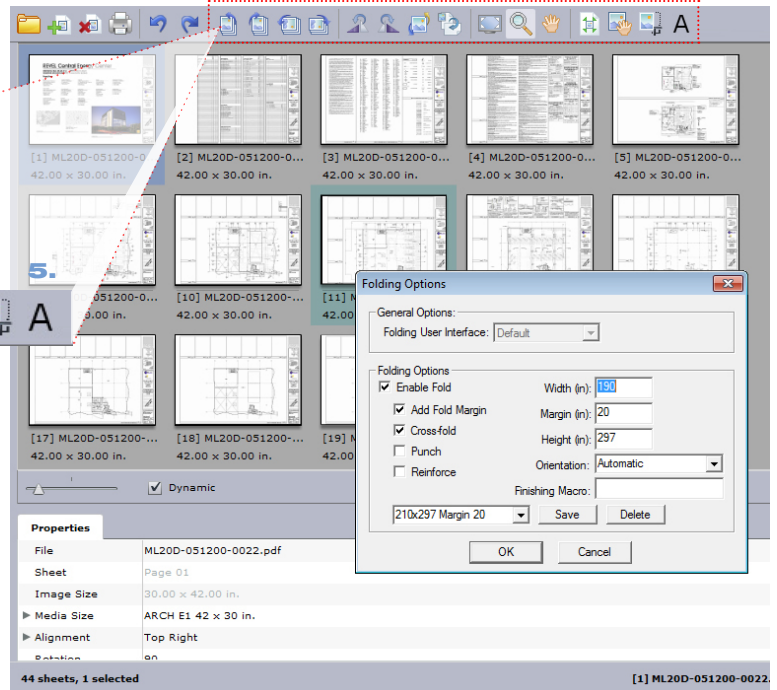 A
[1] ML20D-051200-0
[2] ML20D-051200-0...
[3] ML20D-051200-0...
[4] ML20D-051200-0...
[5] ML20D-051200-0...
42.00 x 30.00 in.
42.00 x 30.00 in.
42.00 x 30.00 in.
42.00 x 30.00 in.
42.00 x 30.00 in.
5.
A
051200-0...
[10] ML20D-051200-...
[11] M
.00 in.
42.00 x 30.00 in.
42.00
Folding Options
General Options:
Folding User Interface: Default
Folding Options
Enable Fold
Width (in): 190
Add Fold Margin
Margin (in): 20
Cross-fold
Height (in): 297
Punch
Orientation: Automatic
Reinforce
Finishing Macro:
210x297 Margin 20
Save
Delete
OK
Cancel
[17] ML20D-051200-...
[18] ML20D-051200-...
[19] M
42.00 x 30.00 in.
42.00 x 30.00 in.
42.00
Dynamic
Properties
File ML20D-051200-0022.pdf
Sheet Page 01
Image Size 30.00 x 42.00 in.
Media Size ARCH E1 42 x 30 in.
Alignment Top Right
Rotation 90
44 sheets, 1 selected
[1] ML20D-051200-0022.